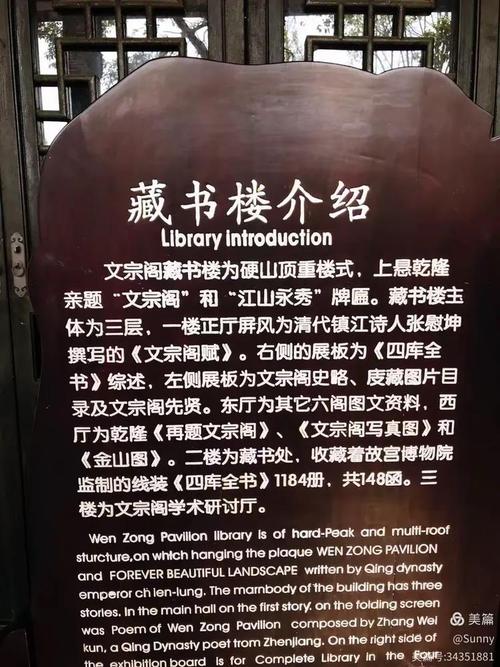 藏书楼介绍
Library introduction
文宗阁藏书楼为硬山顶重楼式，上悬乾隆
亲题“文宗阁”和“江山永秀”牌匾。藏书楼主
体为三层，一楼正厅屏风为清代镇江诗人张慰坤
撰写的《文宗阁赋》。右侧的展板为《四库全
书》综述，左侧展板为文宗阁史略、庋藏图片目
录及文宗阁先贤。东厅为其它六阁图文资料，西
厅为乾隆《再题文宗阁》、《文宗阁写真图》和
《金山图》。二楼为藏书处，收藏着故宫博物院
监制的线装《四库全书》1184册，共148函。三
楼为文宗阁学术研讨厅。
Wen Zong Pavilion library is of hard-Peak and multi-roof
sturcture,on whtch hanging the plaque WEN ZONG PAVILION
and FOREVER BEAUTIFUL LANDSCAPE written by Qing dynasty
emperor ch ien-lung. The marnbody of the building has three
stories. In the main hall on the first story. on the folding screen
was Poem of Wen Zong Pavilion composed by Zhang Wei
kun, a Qing Dynasty poet trom Zhenjiang. On the right side of
the exhibition board is for Complete Library in the Four
美篇
@Sunny
:34351881